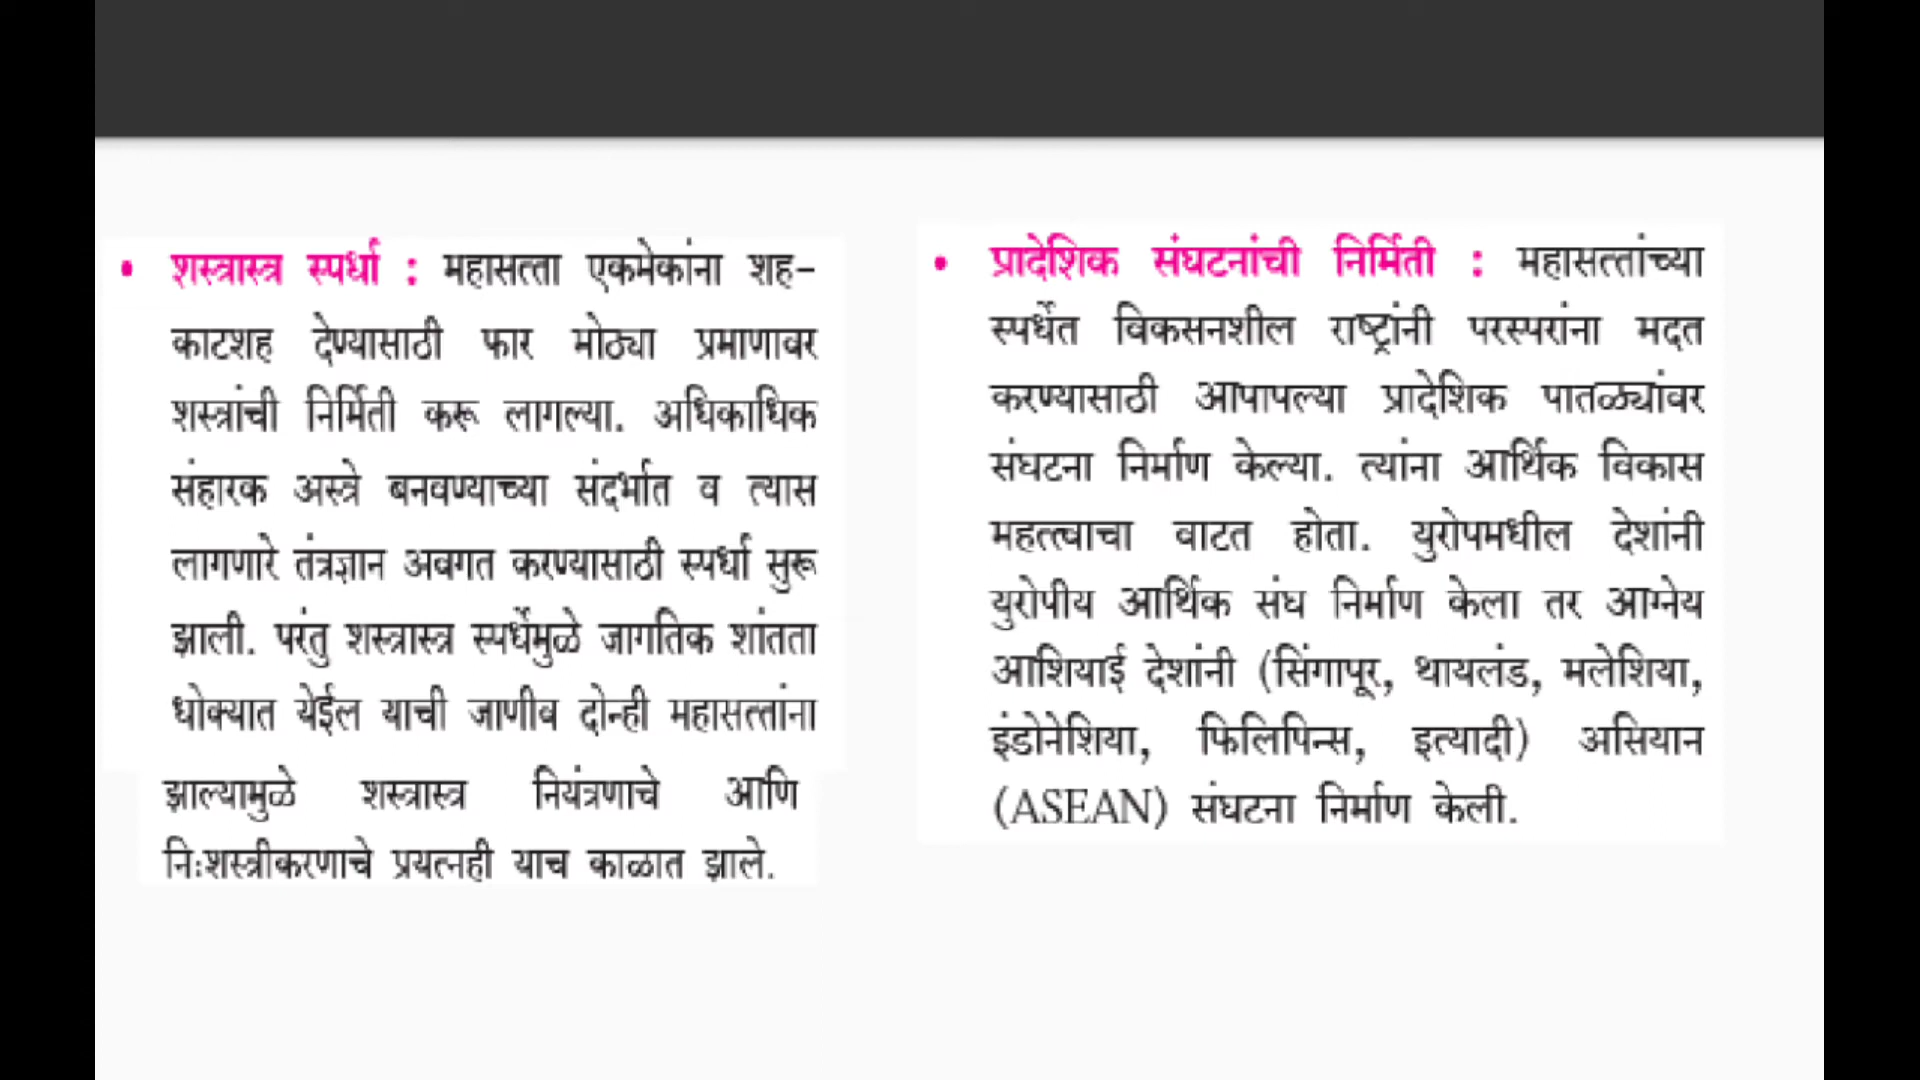 • शस्त्रास्त्र स्पर्धा : महासत्ता एकमेकांना शह-
काटशह देण्यासाठी फार मोठ्या प्रमाणावर
शस्त्रांची निर्मिती करू लागल्या. अधिकाधिक
संहारक अस्त्रे बनवण्याच्या संदर्भात व त्यास
लागणारे तंत्रज्ञान अवगत करण्यासाठी स्पर्धा सुरू
झाली. परंतु शस्त्रास्त्र स्पर्धेमुळे जागतिक शांतता
धोक्यात येईल याची जाणीव दोन्ही महासत्तांना
झाल्यामुळे शस्त्रास्त्र नियंत्रणाचे आणि
निःशस्त्रीकरणाचे प्रयत्नही याच काळात झाले.
• प्रादेशिक संघटनांची निर्मिती : महासत्तांच्या
स्पर्धेत विकसनशील राष्ट्रांनी परस्परांना मदत
करण्यासाठी आपापल्या प्रादेशिक पातळ्यांवर
संघटना निर्माण केल्या. त्यांना आर्थिक विकास
महत्त्वाचा वाटत होता. युरोपमधील देशांनी
युरोपीय आर्थिक संघ निर्माण केला तर आग्नेय
आशियाई देशांनी (सिंगापूर, थायलंड, मलेशिया,
इंडोनेशिया, फिलिपिन्स, इत्यादी) असियान
(ASEAN) संघटना निर्माण केली.